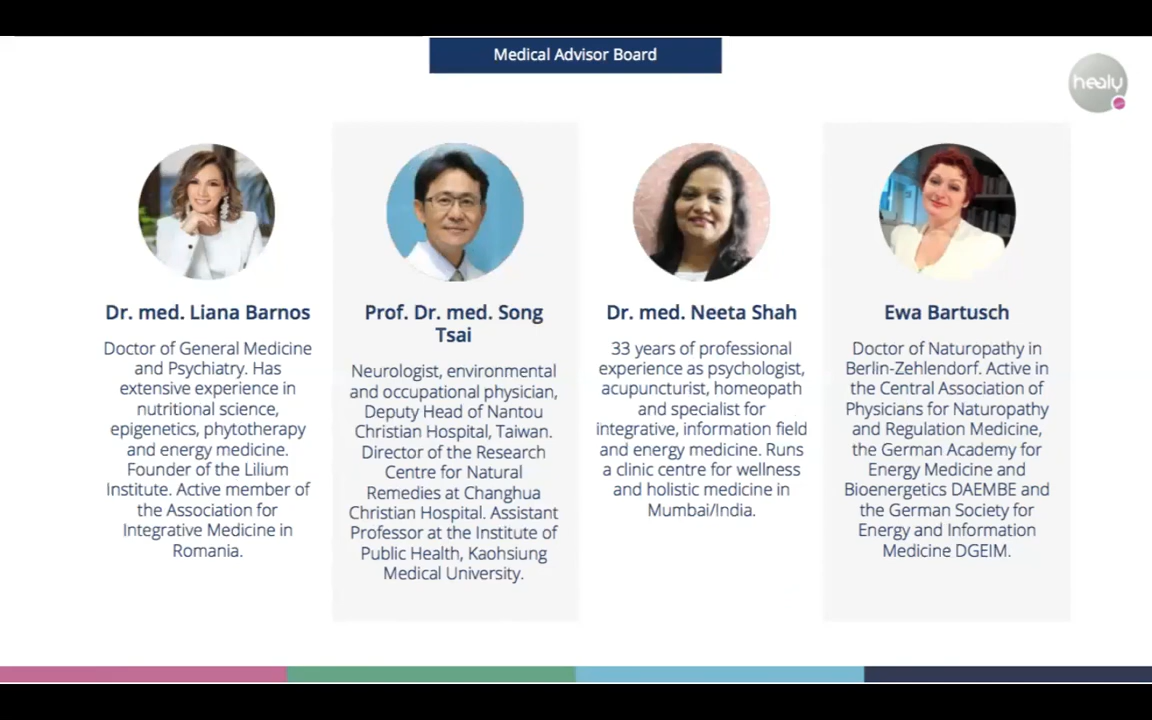 Medical Advisor Board
healy
Dr. med. Liana Barnos
Doctor of General Medicine
and Psychiatry. Has
extensive experience in
nutritional science,
epigenetics, phytotherapy
and energy medicine.
Founder of the Lilium
Institute. Active member of
the Association for
Integrative Medicine in
Romania.
Prof. Dr. med. Song
Tsai
Neurologist, environmental
and occupational physician,
Deputy Head of Nantou
Christian Hospital, Taiwan.
Director of the Research
Centre for Natural
Remedies at Changhua
Christian Hospital. Assistant
Professor at the Institute of
Public Health, Kaohsiung
Medical University.
Dr. med. Neeta Shah
33 years of professional
experience as psychologist,
acupuncturist, homeopath
and specialist for
integrative, information field
and energy medicine. Runs
a clinic centre for wellness
and holistic medicine in
Mumbai/India.
Ewa Bartusch
Doctor of Naturopathy in
Berlin-Zehlendorf. Active in
the Central Association of
Physicians for Naturopathy
and Regulation Medicine,
the German Academy for
Energy Medicine and
Bioenergetics DAEMBE and
the German Society for
Energy and Information
Medicine DGEIM.